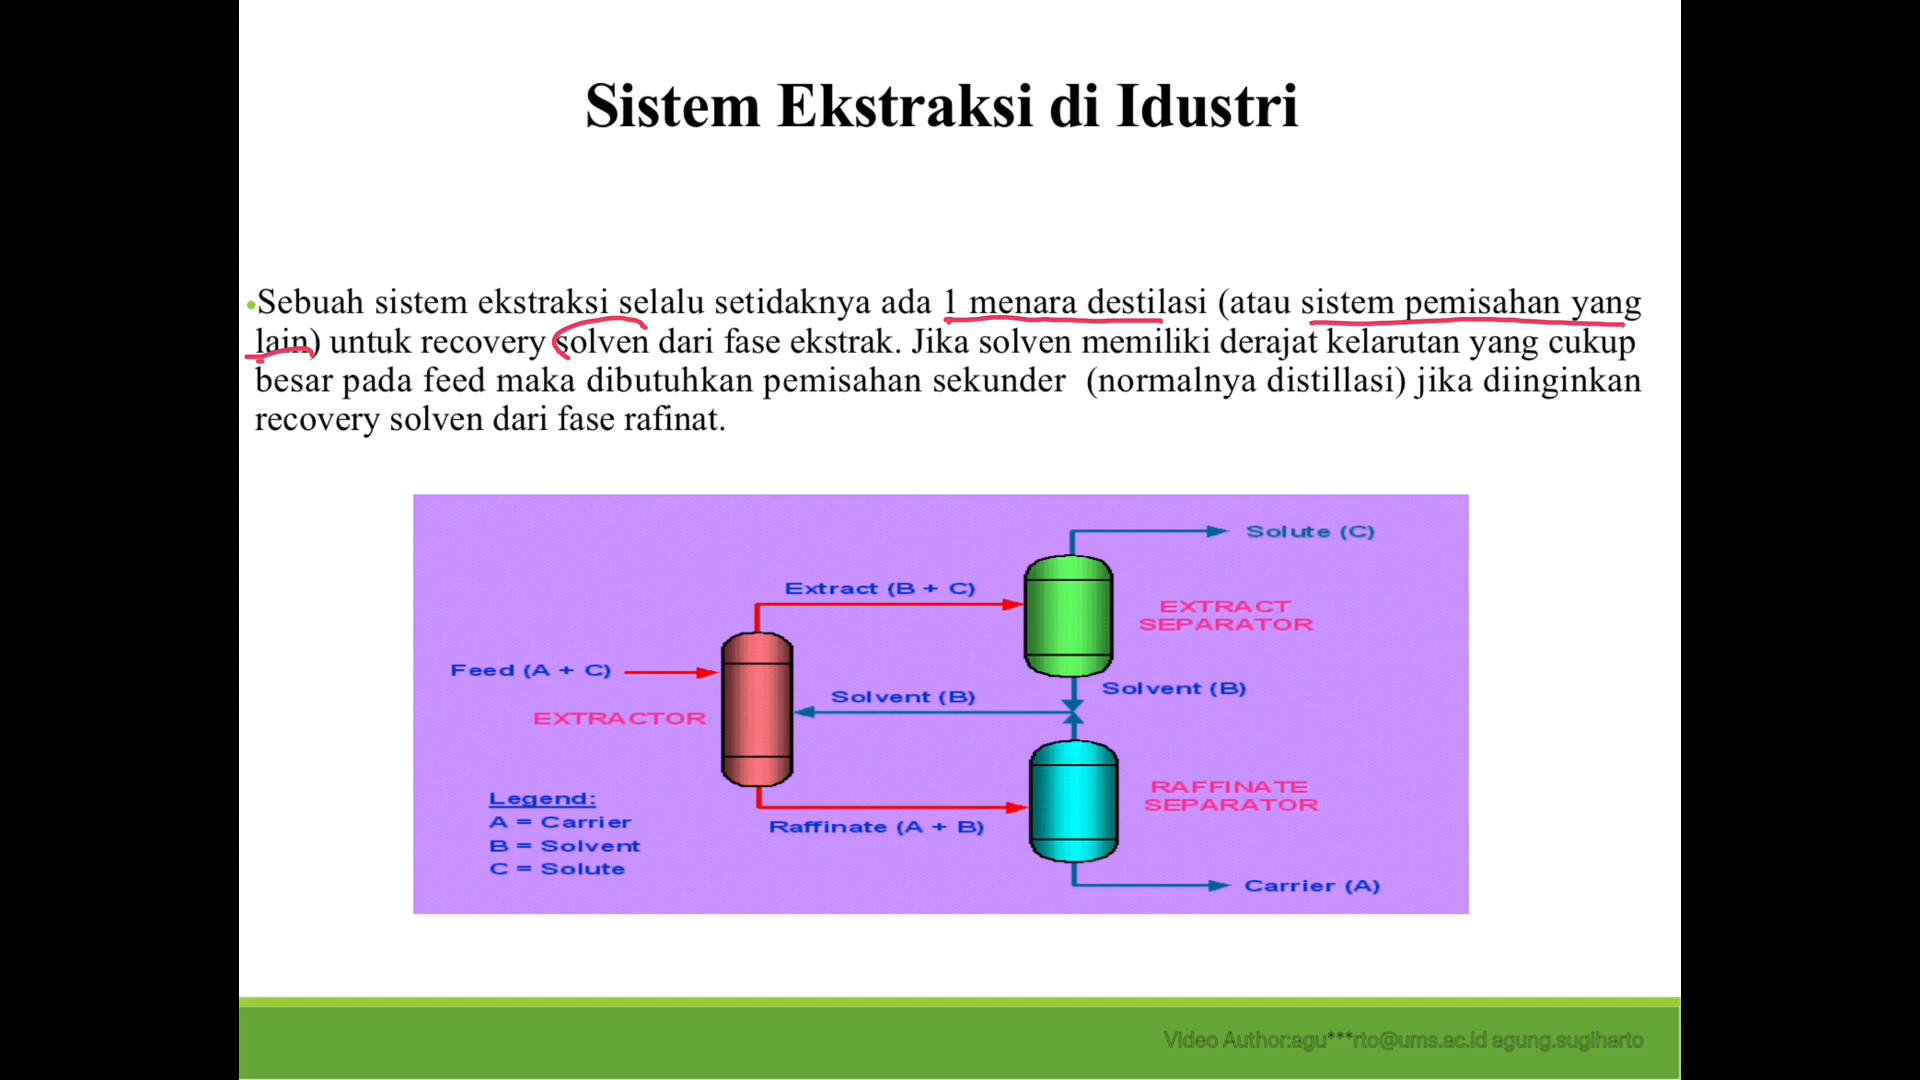 Sistem Ekstraksi di Idustri
•Sebuah sistem ekstraksi selalu setidaknya ada 1 menara destilasi (atau sistem pemisahan yang
lain) untuk recovery solven dari fase ekstrak. Jika solven memiliki derajat kelarutan yang cukup
besar pada feed maka dibutuhkan pemisahan sekunder (normalnya distillasi) jika diinginkan
recovery solven dari fase rafinat.
Solute (C)
Extract (B + C)
EXTRACT
SEPARATOR
Feed (A + C)
Solvent (B)
Solvent (B)
EXTRACTOR
RAFFINATE
SEPARATOR
Legend:
A = Carrier
B = Solvent
C = Solute
Raffinate (A + B)
Carrier (A)
Video Author:agu***rto@ums.ac.id agung.sugiharto